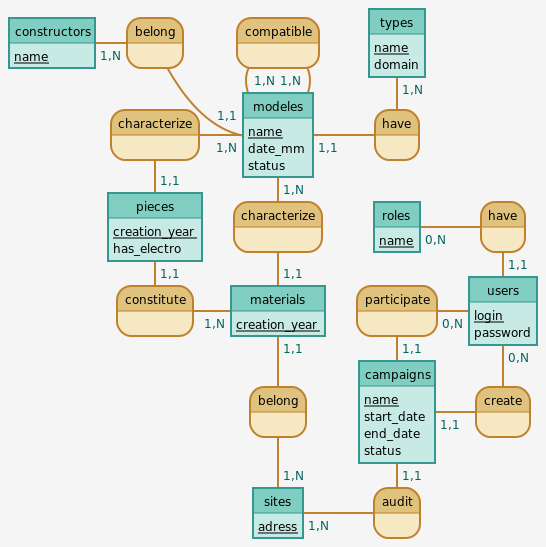 constructors
name
1,N
belong
compatible
1,N 1,N
types
name
domain
1,N
characterize
1,1
1,N
modeles
name
date_mm
status
1,1
have
1,1
1,N
pieces
creation_year
has_electro
characterize
roles
name
0,N
have
1,1
1,1
1,1
constitute
1,N
materials
creation_year
participate
0,N
users
login
password
1,1
1,1
0,N
belong
campaigns
name
start_date
end_date
status
1,1
create
1,N
1,1
sites
adress
1,N
audit